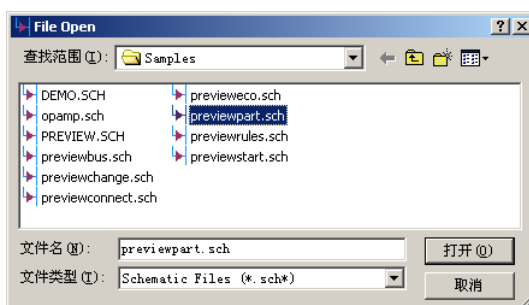 File Open
查找范围(I): Samples
DEMO.SCH
opamp.sch
PREVIEW.SCH
previewbus.sch
previewchange.sch
previewconnect.sch
previeweco.sch
previewpart.sch
previewrules.sch
previewstart.sch
文件名(N): previewpart.sch
打开(O)
文件类型(T): Schematic Files (*.sch*)
取消